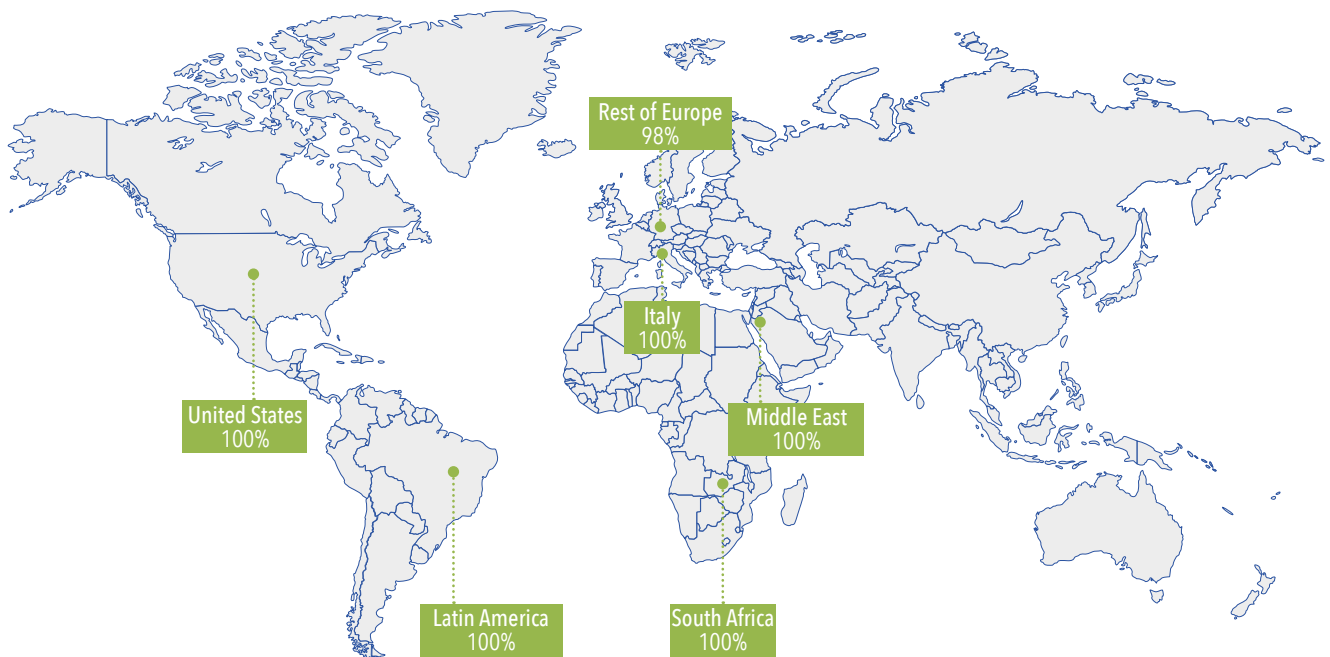 Rest of Europe
98%
Italy
100%
United States
100%
Middle East
100%
Latin America
100%
South Africa
100%